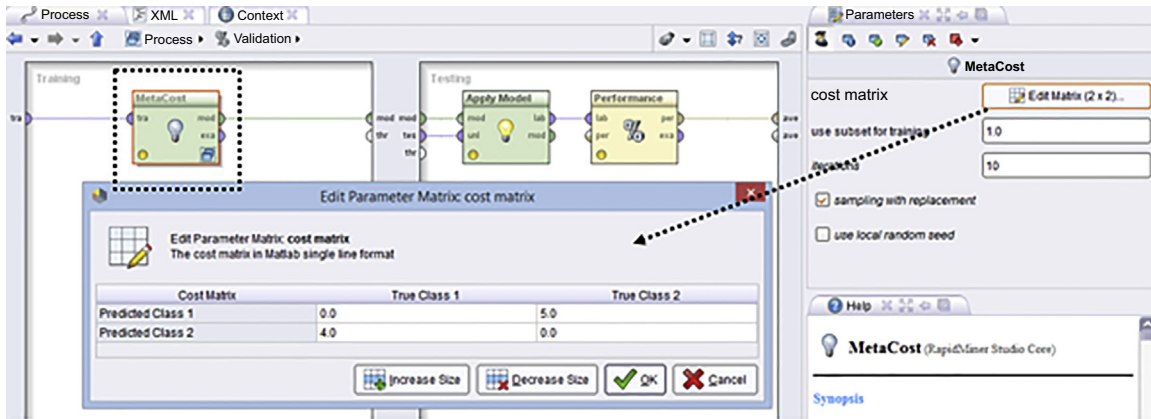 Process
XML
Context
Process
Validation
Training
MetaCost
tra
tra
mod
exa
mod
thr
Testing
mod
tes
thr
Apply Model
mod
unl
lab
mod
Performance
lab
per
per
exa
%
ave
ave
Parameters
MetaCost
cost matrix
Edit Matrix (2 x 2)...
use subset for training
1.0
iterations
10
sampling with replacement
use local random seed
Edit Parameter Matrix: cost matrix
Edit Parameter Matrix: cost matrix
The cost matrix in Matlab single line format
Cost Matrix True Class 1 True Class 2
Predicted Class 1 0.0 5.0
Predicted Class 2 4.0 0.0
Increase Size
Decrease Size
OK
Cancel
Help
MetaCost (RapidMiner Studio Core)
Synopsis